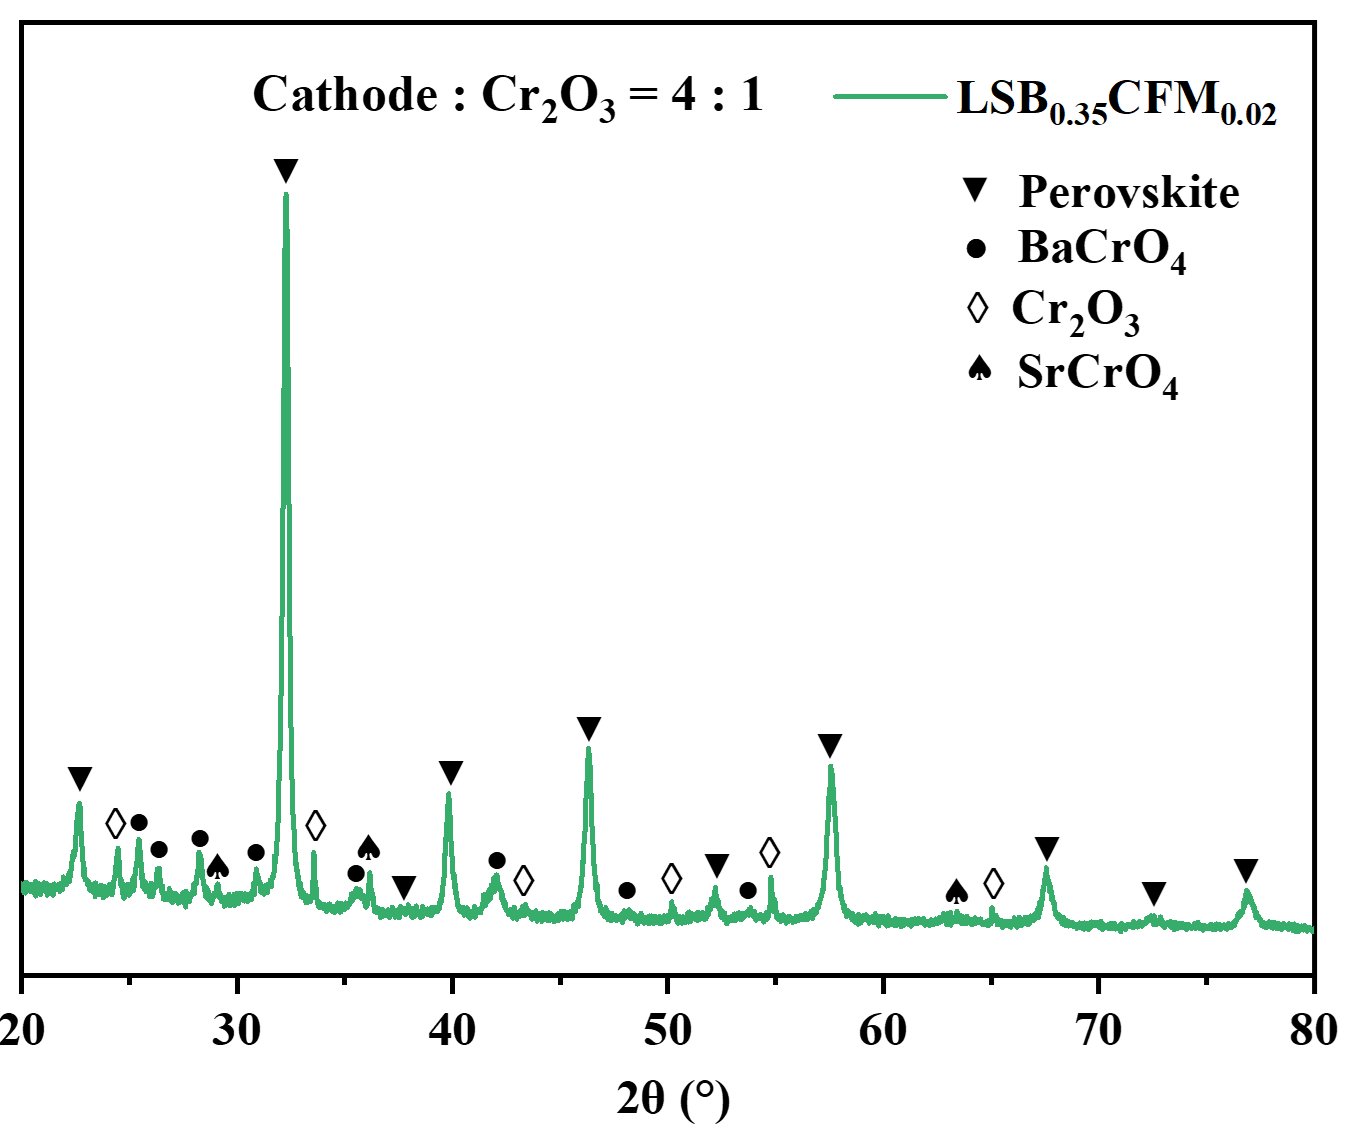 Cathode : Cr₂O₃ = 4 : 1
LSB₀.₃₅CFM₀.₀₂
Perovskite
BaCrO₄
Cr₂O₃
SrCrO₄
20 30 40 50 60 70 80
2θ (°)